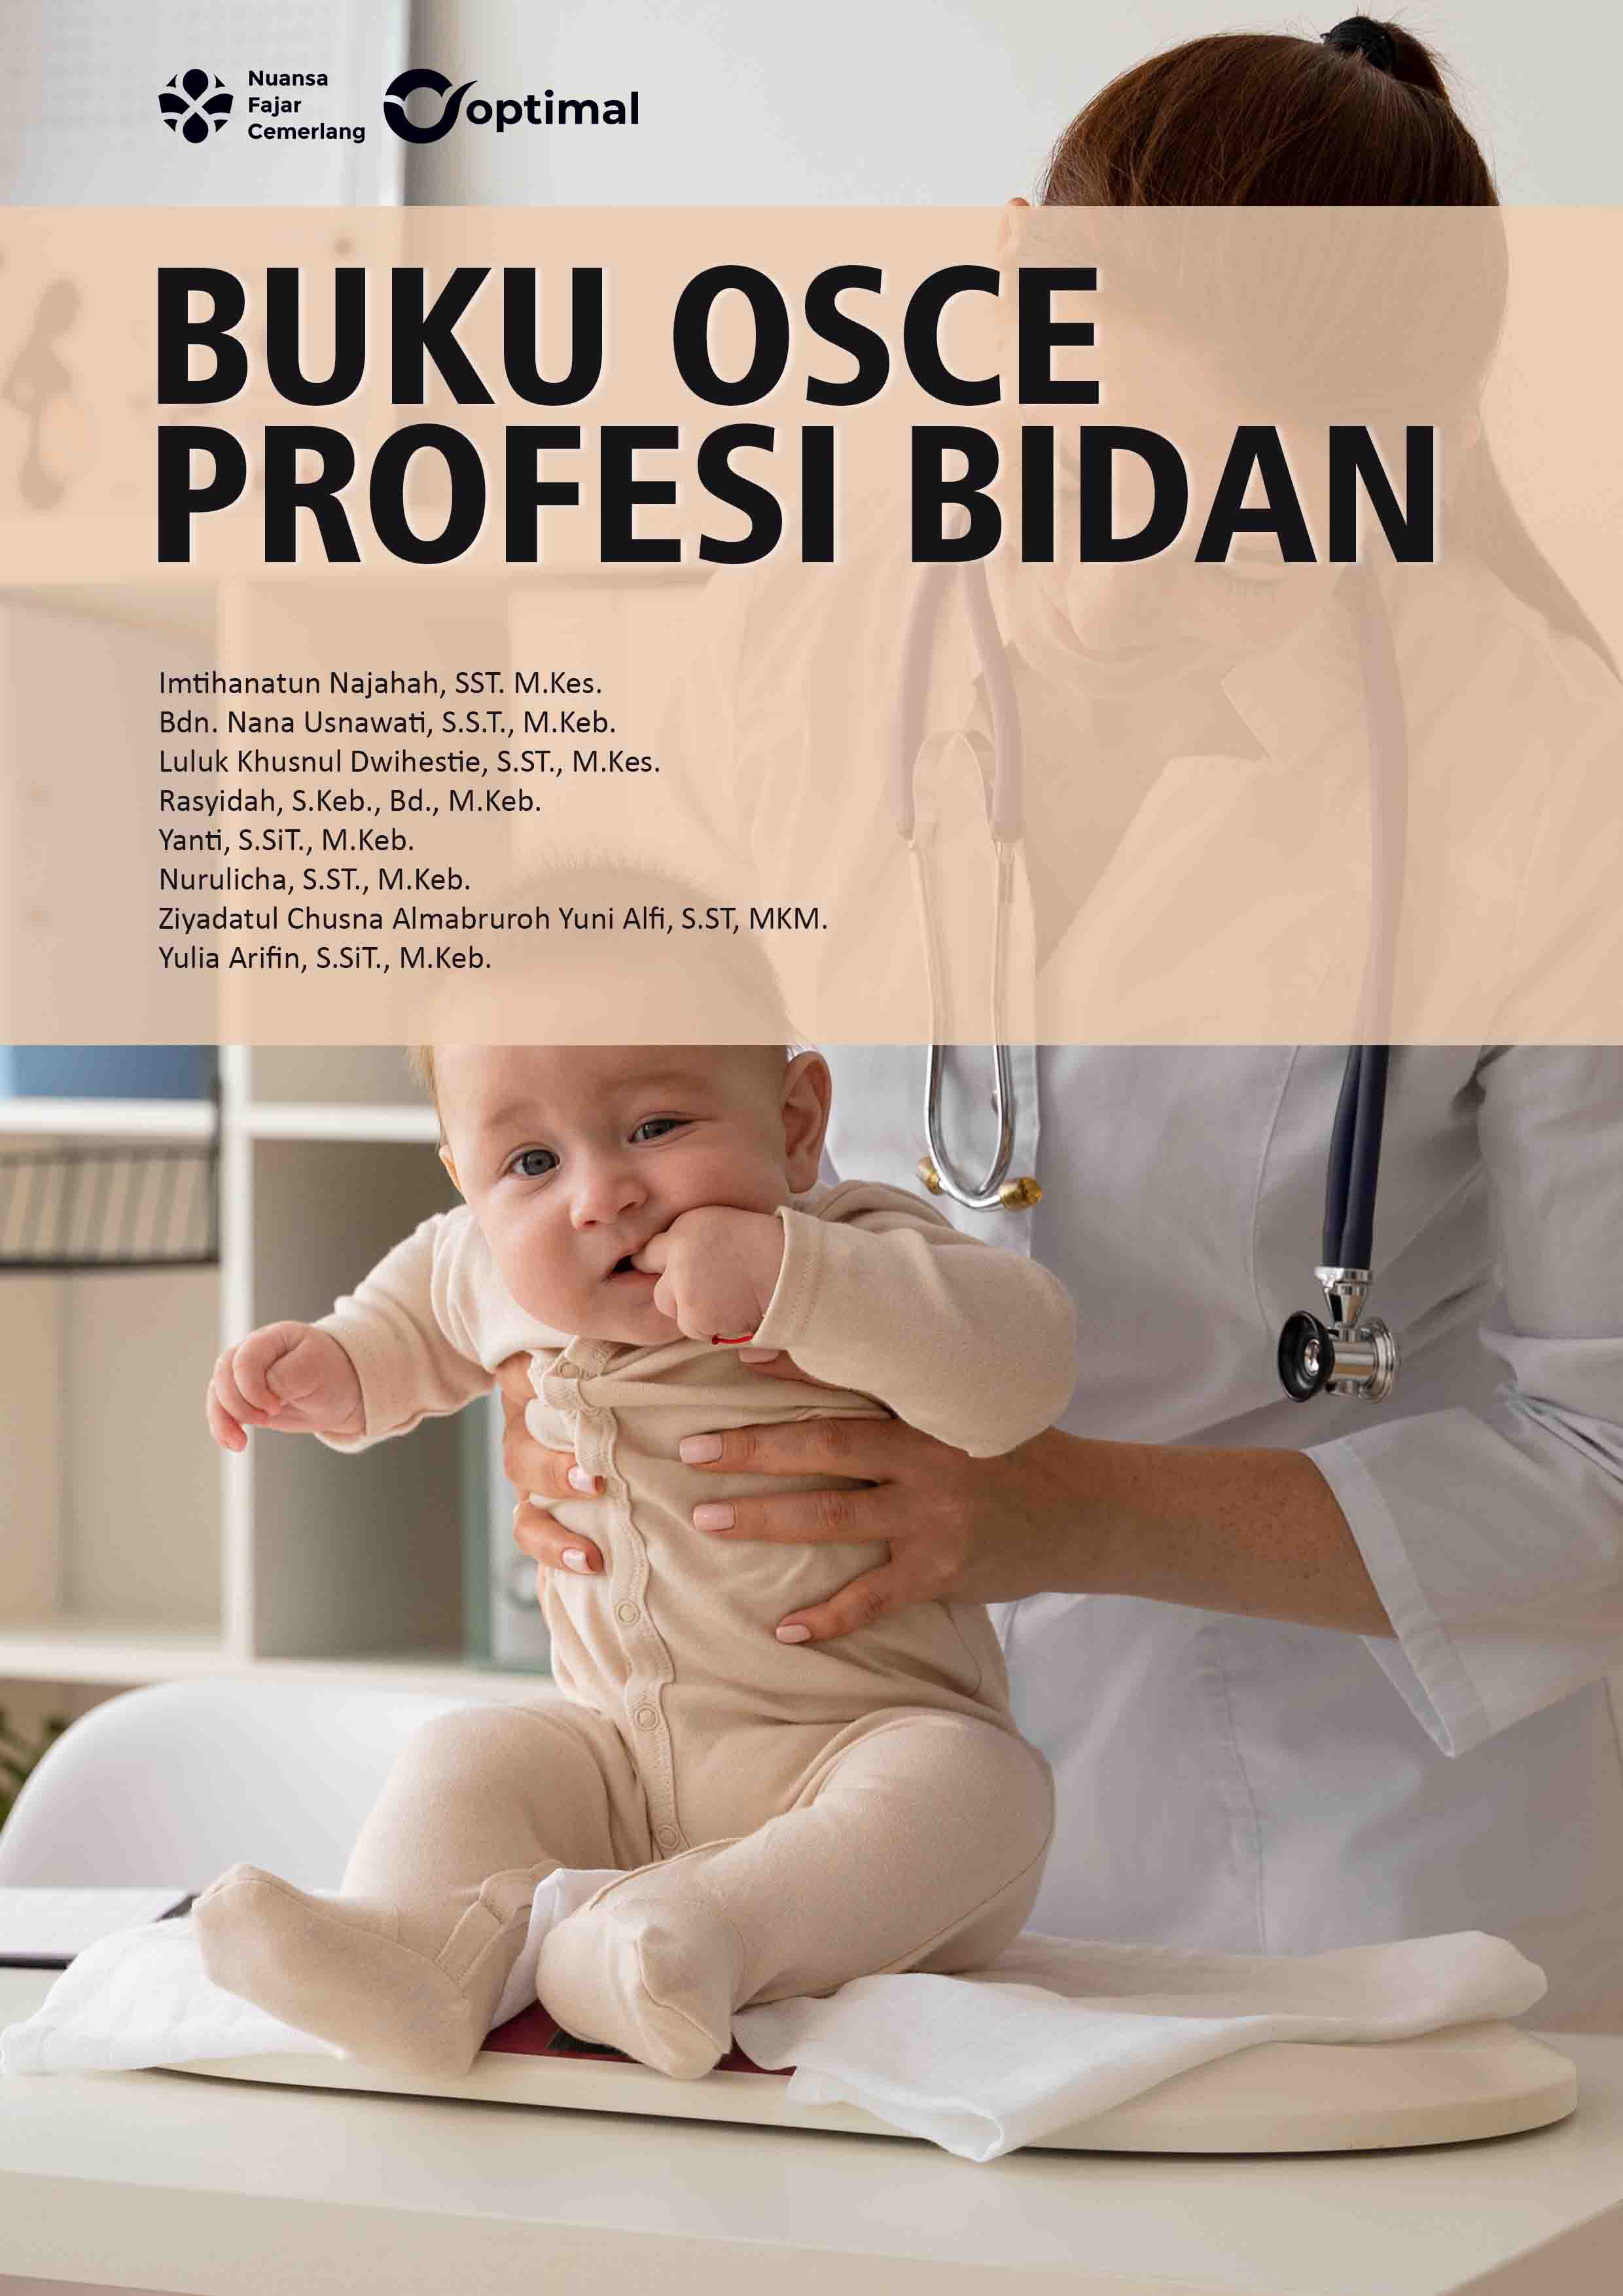 Nuansa
Fajar
Cemerlang
optimal
BUKU OSCE
PROFESI BIDAN
Imtihanatun Najahah, SST. M.Kes.
Bdn. Nana Usnawati, S.S.T., M.Keb.
Luluk Khusnul Dwihestie, S.ST., M.Kes.
Rasyidah, S.Keb., Bd., M.Keb.
Yanti, S.SiT., M.Keb.
Nurulicha, S.ST., M.Keb.
Ziyadatul Chusna Almabruroh Yuni Alfi, S.ST, MKM.
Yulia Arifin, S.SiT., M.Keb.